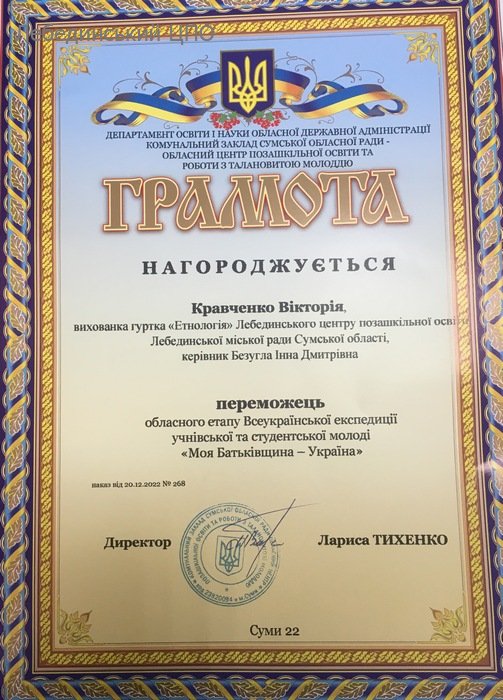 ЛЕБЕДИНСЬКИЙ ЦПО
ДЕПАРТАМЕНТ ОСВІТИ І НАУКИ ОБЛАСНОЇ ДЕРЖАВНОЇ АДМІНІСТРАЦІЇ
КОМУНАЛЬНИЙ ЗАКЛАД СУМСЬКОЇ ОБЛАСНОЇ РАДИ -
ОБЛАСНИЙ ЦЕНТР ПОЗАШКІЛЬНОЇ ОСВІТИ ТА
РОБОТИ З ТАЛАНОВИТОЮ МОЛОДДЮ
ГРАМОТА
НАГОРОДЖУЄТЬСЯ
Кравченко Вікторія,
вихованка гуртка «Етнологія» Лебединського центру позашкільної освіти
Лебединської міської ради Сумської області,
керівник Безугла Інна Дмитрівна
переможець
обласного етапу Всеукраїнської експедиції
учнівської та студентської молоді
«Моя Батьківщина – Україна»
наказ від 20.12.2022 № 268
Директор
Лариса ТИХЕНКО
Суми 22